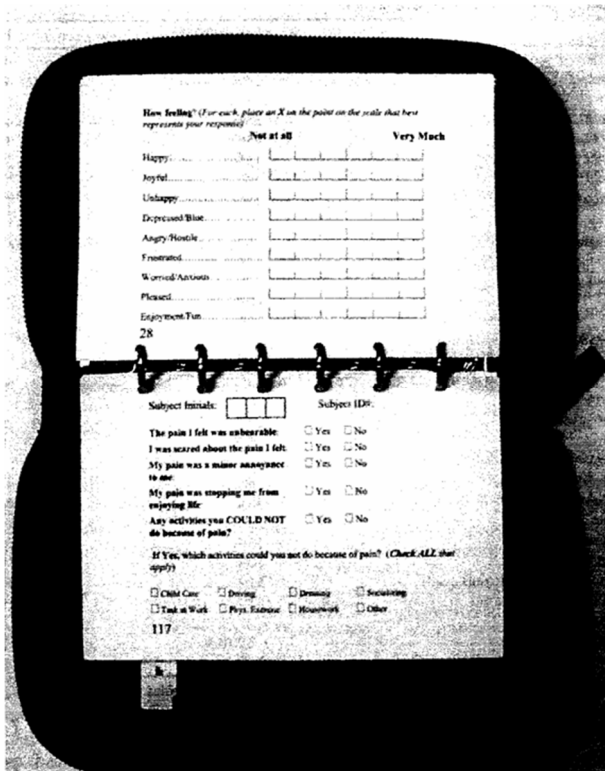 How feeling? (For each, place an X on the point on the scale that best
represents your response)
Not at all Very Much
Happy
Joyful
Unhappy
Depressed/Blue
Angry/Hostile
Frustrated
Worried/Anxious
Pleased
Enjoyment/Fun
28
Subject Initials: Subject ID#:
The pain I felt was unbearable Yes No
I was scared about the pain I felt. Yes No
My pain was a minor annoyance Yes No
to me
My pain was stopping me from Yes No
enjoying life
Any activities you COULD NOT Yes No
do because of pain?
If Yes, which activities could you not do because of pain? (Check ALL that
apply)
Child Care Driving Dressing Socializing
Task at Work Phys. Exercise Housework Other
117